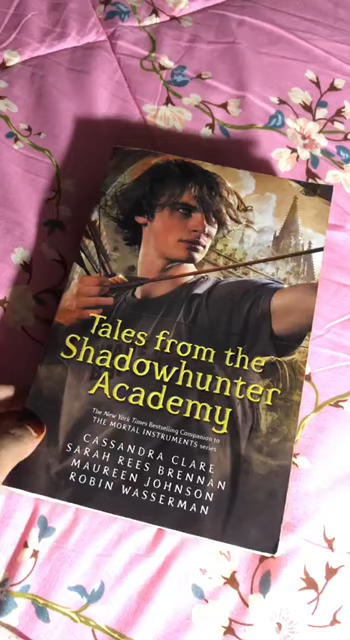 Tales from the
Shadowhunter
Academy
The New York Times Bestselling Companion to
THE MORTAL INSTRUMENTS series
CASSANDRA CLARE
SARAH REES BRENNAN
MAUREEN JOHNSON
ROBIN WASSERMAN